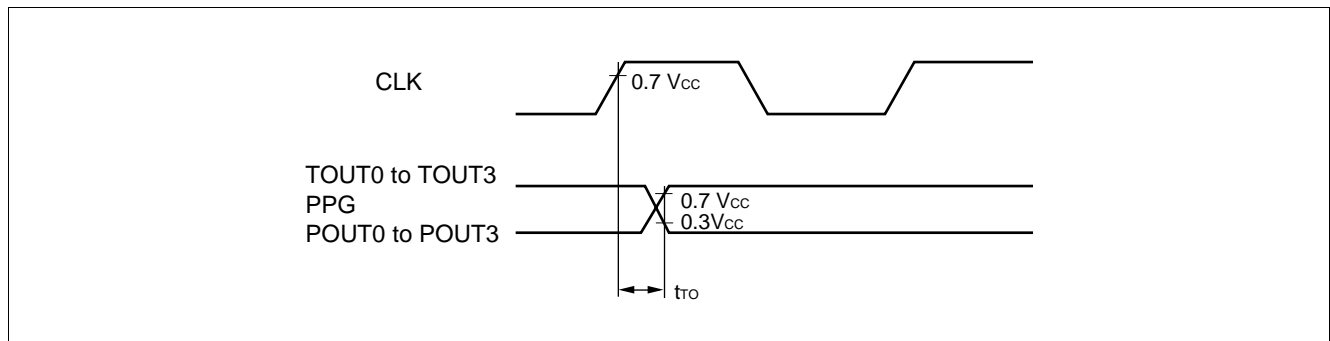 CLK
0.7 Vcc
TOUT0 to TOUT3
PPG
POUT0 to POUT3
0.7 Vcc
0.3Vcc
tTO